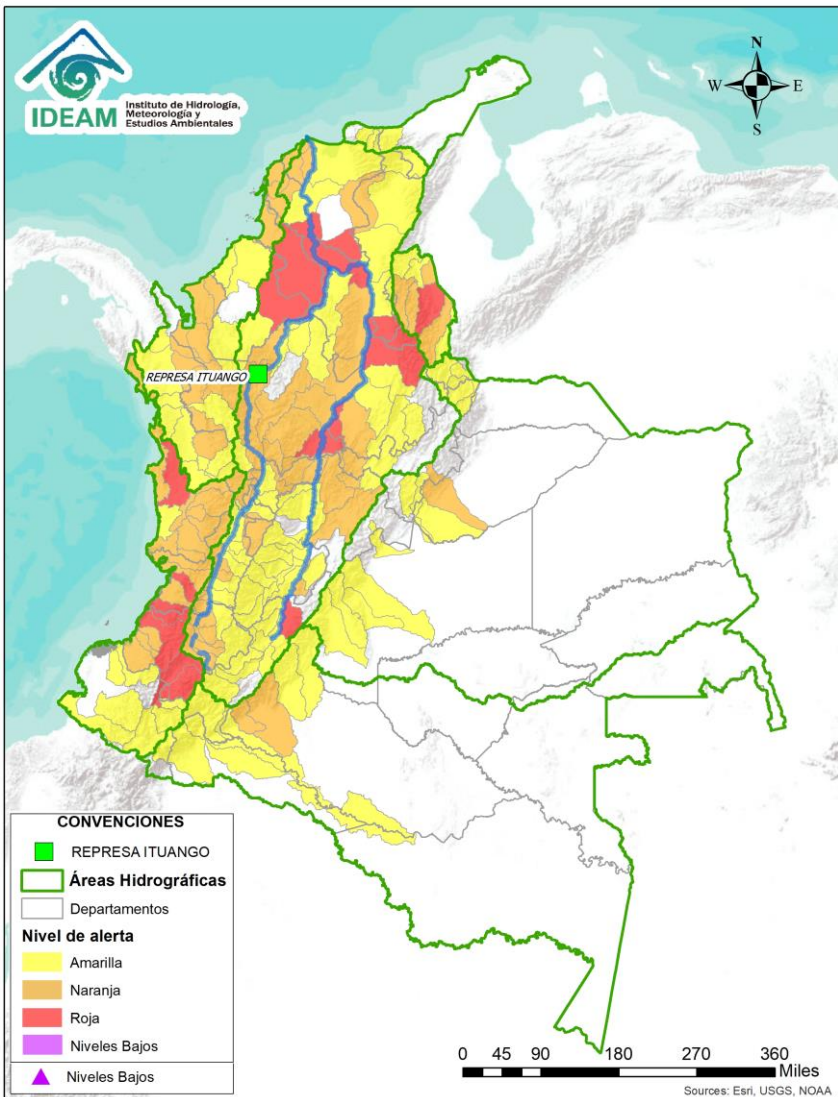 IDEAM
Instituto de Hidrología,
Meteorología y
Estudios Ambientales
N
W
E
S
REPRESA ITUANGO
CONVENCIONES
REPRESA ITUANGO
Áreas Hidrográficas
Departamentos
Nivel de alerta
Amarilla
Naranja
Roja
Niveles Bajos
Niveles Bajos
0 45 90 180 270 360
Miles
Sources: Esri, USGS, NOAA